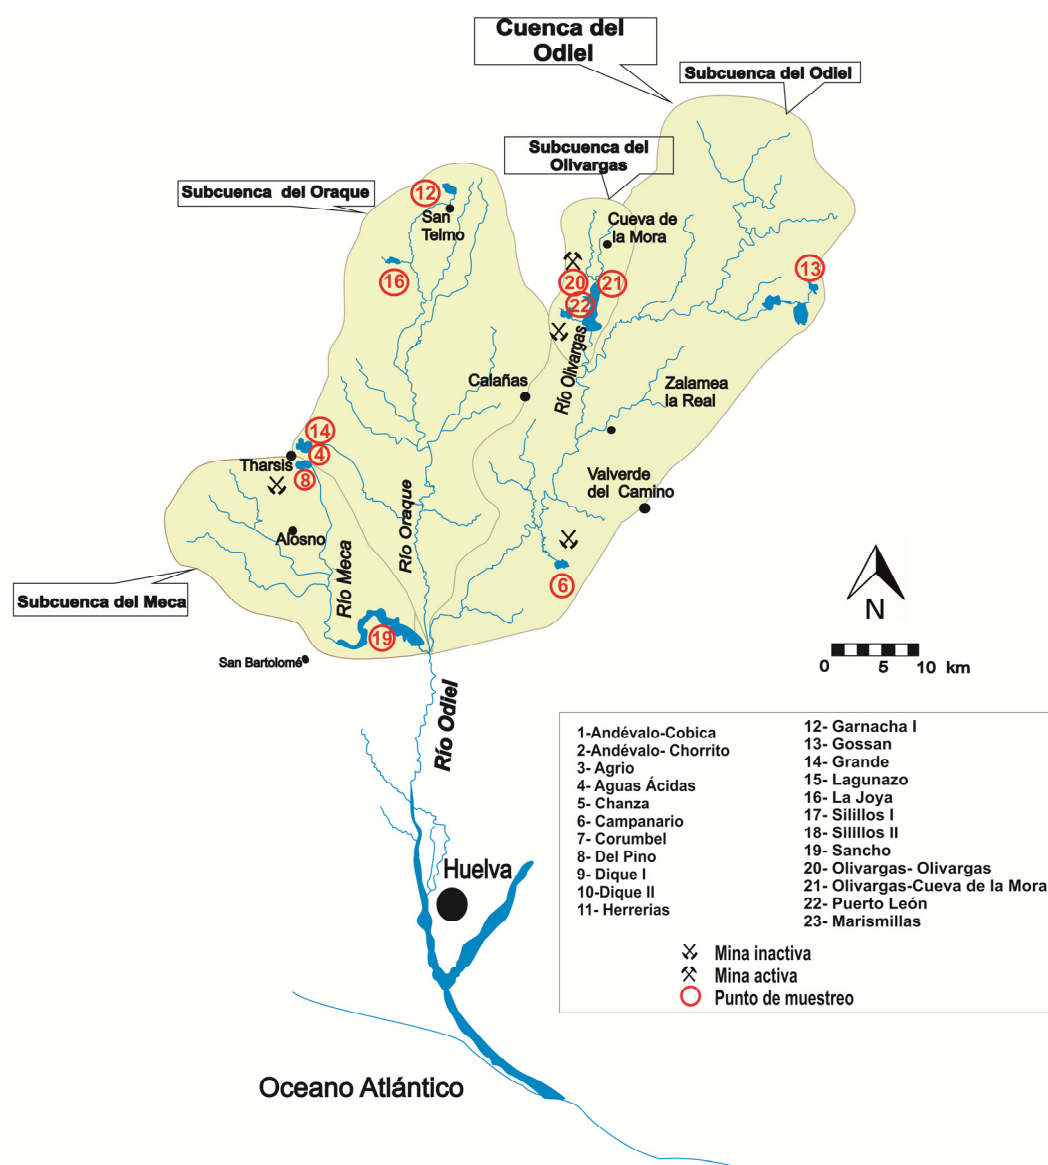 Cuenca del
Odiel
Subcuenca del Odiel
Subcuenca del
Olivargas
Subcuenca del Oraque
12
San
Telmo
Cueva de
la Mora
16
20
21
13
22
Río Olivargas
Calañas
Zalamea
la Real
14
4
Tharsis
8
Valverde
del Camino
Río Oraque
Alosno
Río Meca
6
Subcuenca del Meca
19
San Bartolomé
N
0 5 10 km
Río Odiel
Huelva
Oceano Atlántico
1-Andévalo-Cobica
2-Andévalo- Chorrito
3- Agrio
4- Aguas Ácidas
5- Chanza
6- Campanario
7- Corumbel
8- Del Pino
9- Dique I
10-Dique II
11- Herrerias
12- Garnacha I
13- Gossan
14- Grande
15- Lagunazo
16- La Joya
17- Silillos I
18- Silillos II
19- Sancho
20- Olivargas- Olivargas
21- Olivargas-Cueva de la Mora
22- Puerto León
23- Marismillas
Mina inactiva
Mina activa
Punto de muestreo